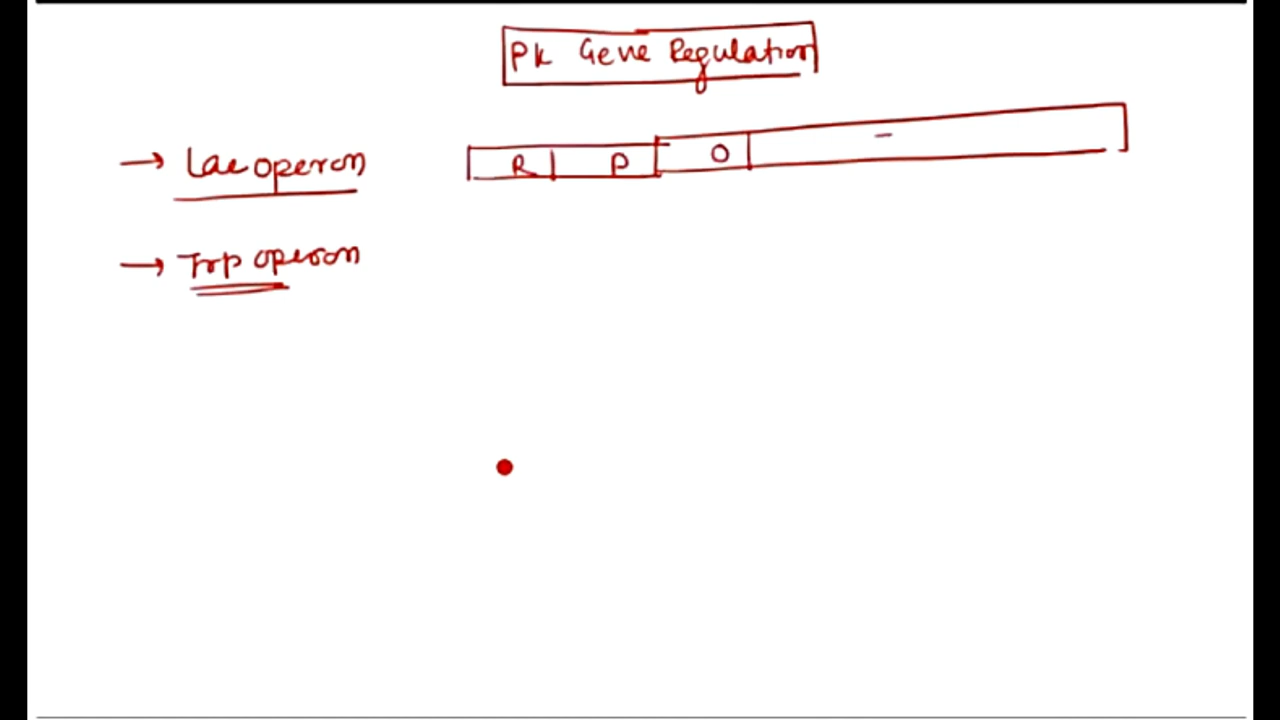 PK Gene Regulation
→ Lac operon
R P O
→ Trp operon